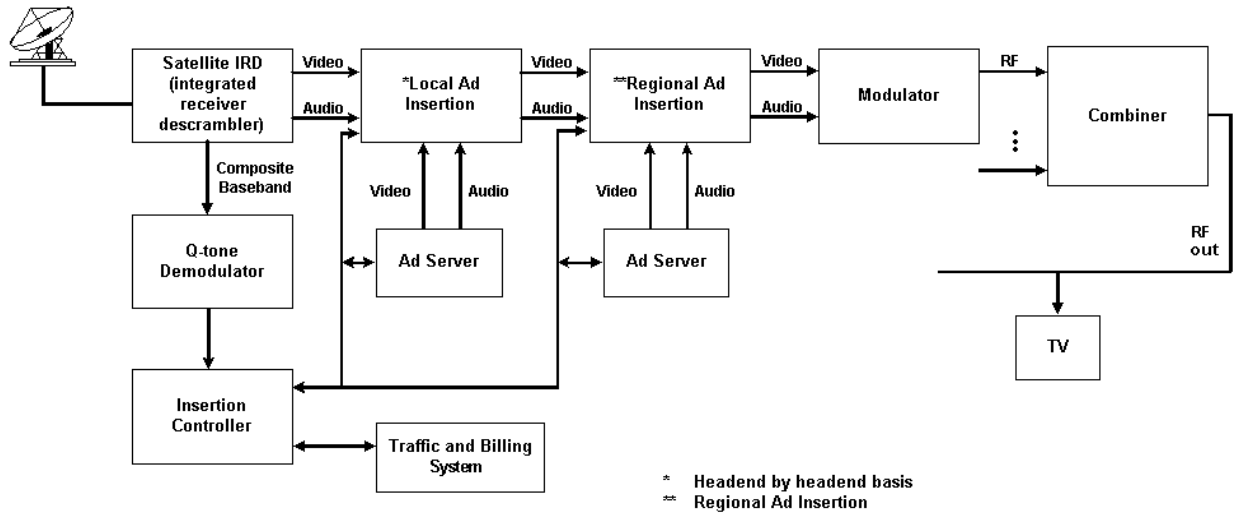 Satellite IRD
(integrated
receiver
descrambler)
Video
Audio
*Local Ad
Insertion
Video
Audio
**Regional Ad
Insertion
Video
Audio
Modulator
RF
Combiner
Composite
Baseband
Video
Audio
Video
Audio
Q-tone
Demodulator
Ad Server
Ad Server
RF
out
TV
Insertion
Controller
Traffic and Billing
System
* Headend by headend basis
** Regional Ad Insertion